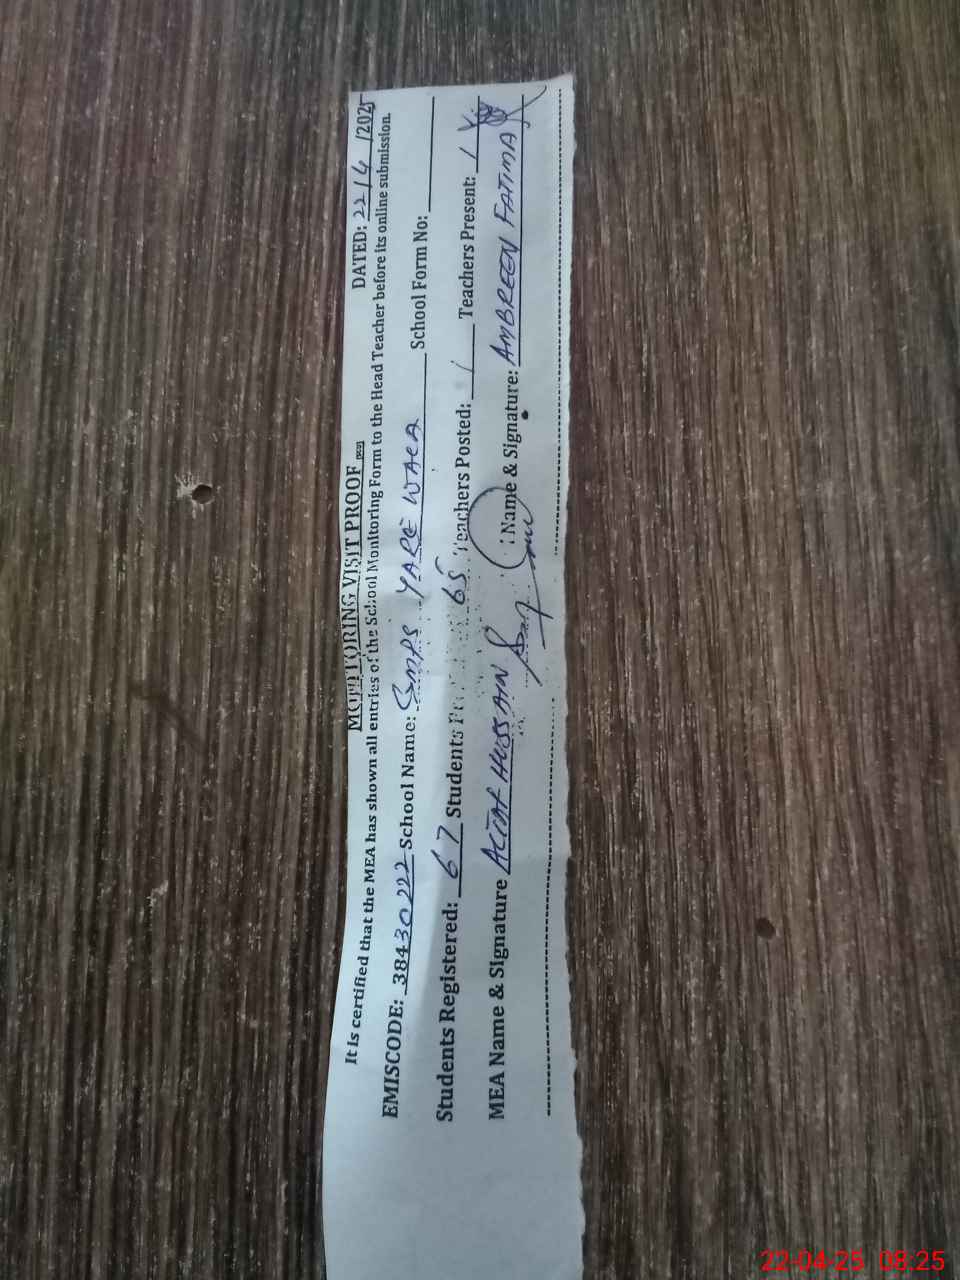 MONITORING VISIT PROOF DATED: 22/4/2025
It is certified that the MEA has shown all entries of the School Monitoring Form to the Head Teacher before its online submission.
EMISCODE: 38430222 School Name: GMPS YARE WALA School Form No:
Students Registered: 67 Students 65 Teachers Posted: 1 Teachers Present: 1
MEA Name & Signature HUSSAIN Name & Signature: AMBREEN FATIMA
22-04-25 08:25